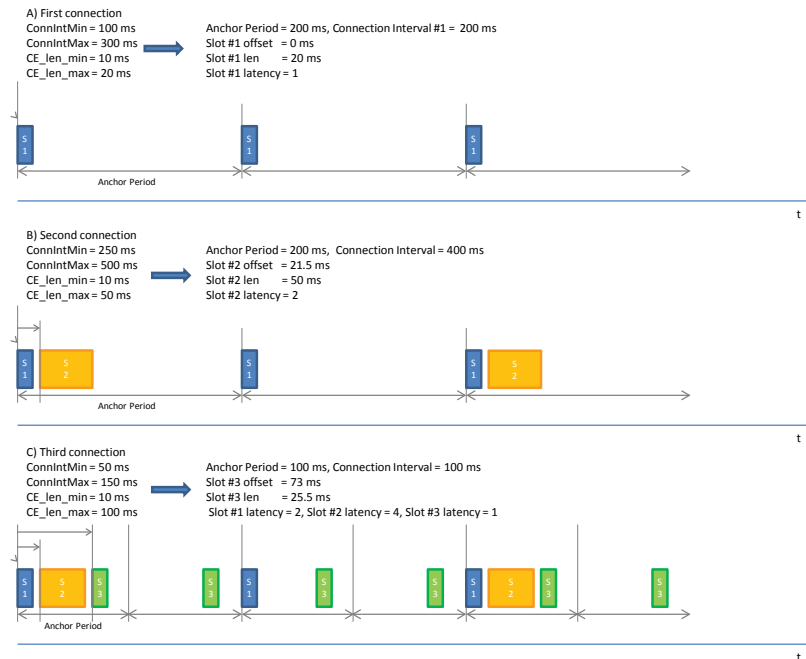 A) First connection
ConnIntMin = 100 ms
ConnIntMax = 300 ms
CE_len_min = 10 ms
CE_len_max = 20 ms
Anchor Period = 200 ms, Connection Interval #1 = 200 ms
Slot #1 offset = 0 ms
Slot #1 len = 20 ms
Slot #1 latency = 1
S
1
S
1
S
1
Anchor Period
t
B) Second connection
ConnIntMin = 250 ms
ConnIntMax = 500 ms
CE_len_min = 10 ms
CE_len_max = 50 ms
Anchor Period = 200 ms, Connection Interval = 400 ms
Slot #2 offset = 21.5 ms
Slot #2 len = 50 ms
Slot #2 latency = 2
S
1
S
2
S
1
S
1
S
2
Anchor Period
t
C) Third connection
ConnIntMin = 50 ms
ConnIntMax = 150 ms
CE_len_min = 10 ms
CE_len_max = 100 ms
Anchor Period = 100 ms, Connection Interval = 100 ms
Slot #3 offset = 73 ms
Slot #3 len = 25.5 ms
Slot #1 latency = 2, Slot #2 latency = 4, Slot #3 latency = 1
S
1
S
2
S
3
S
3
S
1
S
3
S
3
S
1
S
2
S
3
S
3
Anchor Period
t